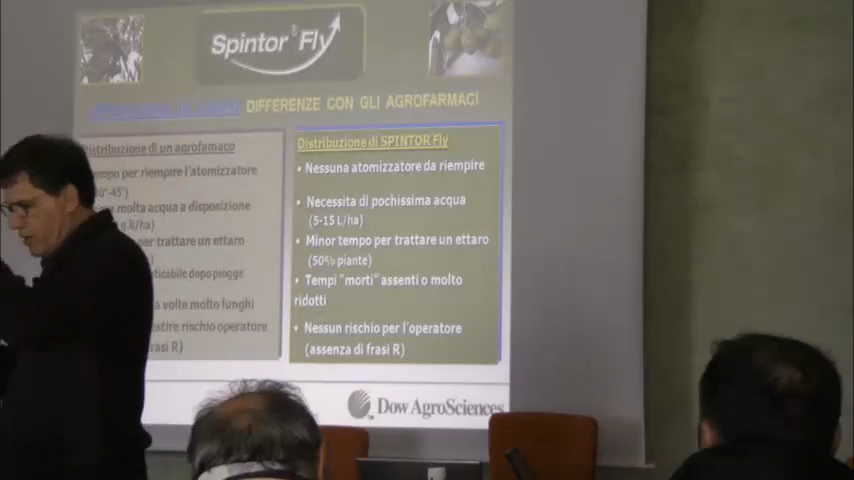 Spintor® Fly
DIFFERENZE CON GLI AGROFARMACI
Distribuzione di un agrofamaco
tempo per riempire l'atomizzatore
molta acqua a disposizione
per trattare un ettaro
dopo piogge
a volte molto lunghi
rischio operatore
R)
Distribuzione di SPINTOR Fly
• Nessuna atomizzatore da riempire
• Necessita di pochissima acqua
(5-15 L/ha)
• Minor tempo per trattare un ettaro
(50% piante)
• Tempi "morti" assenti o molto
ridotti
• Nessun rischio per l'operatore
(assenza di frasi R)
Dow AgroSciences